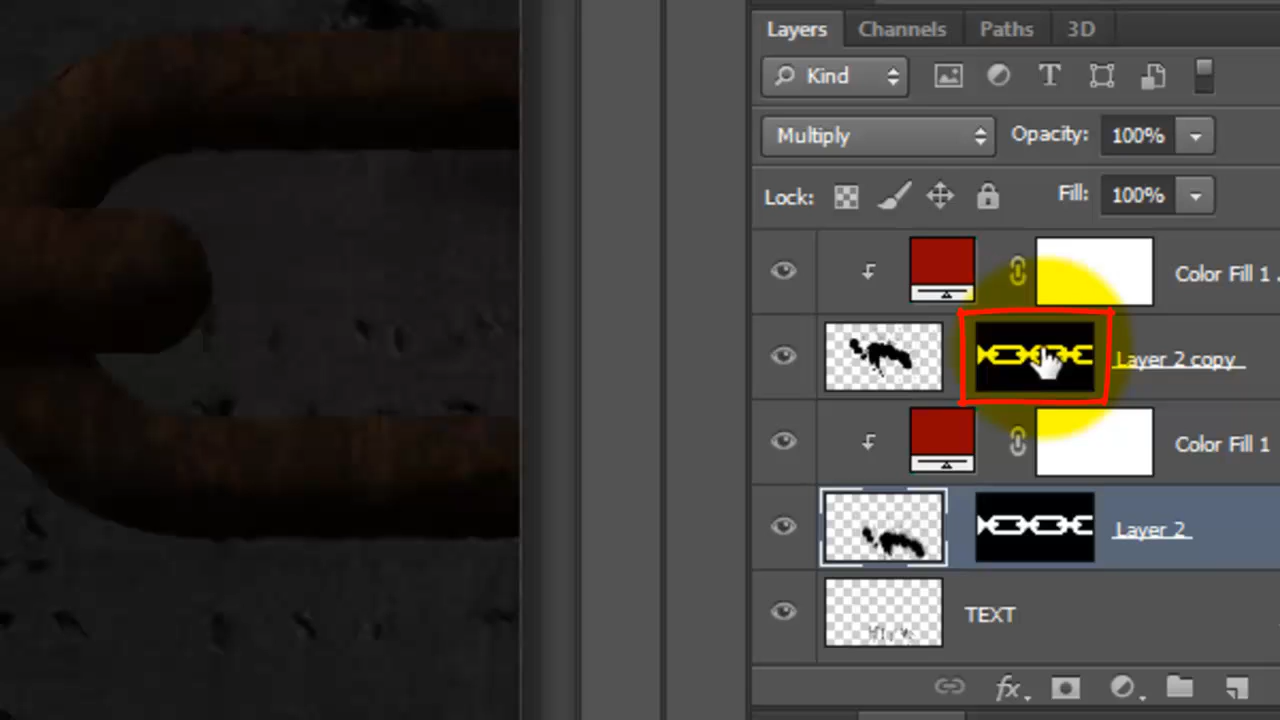 Layers Channels Paths 3D
Kind
Multiply Opacity: 100%
Lock: Fill: 100%
Color Fill 1
Layer 2 copy
Color Fill 1
Layer 2
TEXT
fx